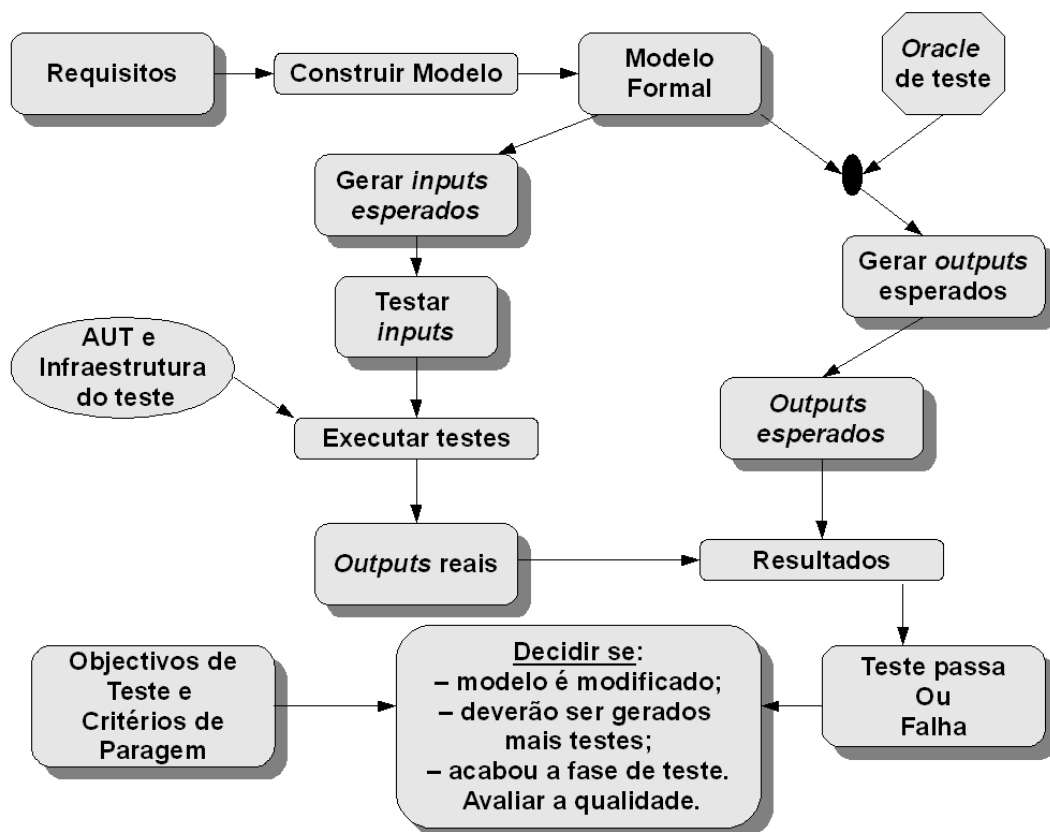 Requisitos
Construir Modelo
Modelo
Formal
Oracle
de teste
Gerar inputs
esperados
Gerar outputs
esperados
Testar
inputs
AUT e
Infraestrutura
do teste
Outputs
esperados
Executar testes
Outputs reais
Resultados
Objectivos de
Teste e
Critérios de
Paragem
Decidir se:
– modelo é modificado;
– deverão ser gerados
mais testes;
– acabou a fase de teste.
Avaliar a qualidade.
Teste passa
Ou
Falha